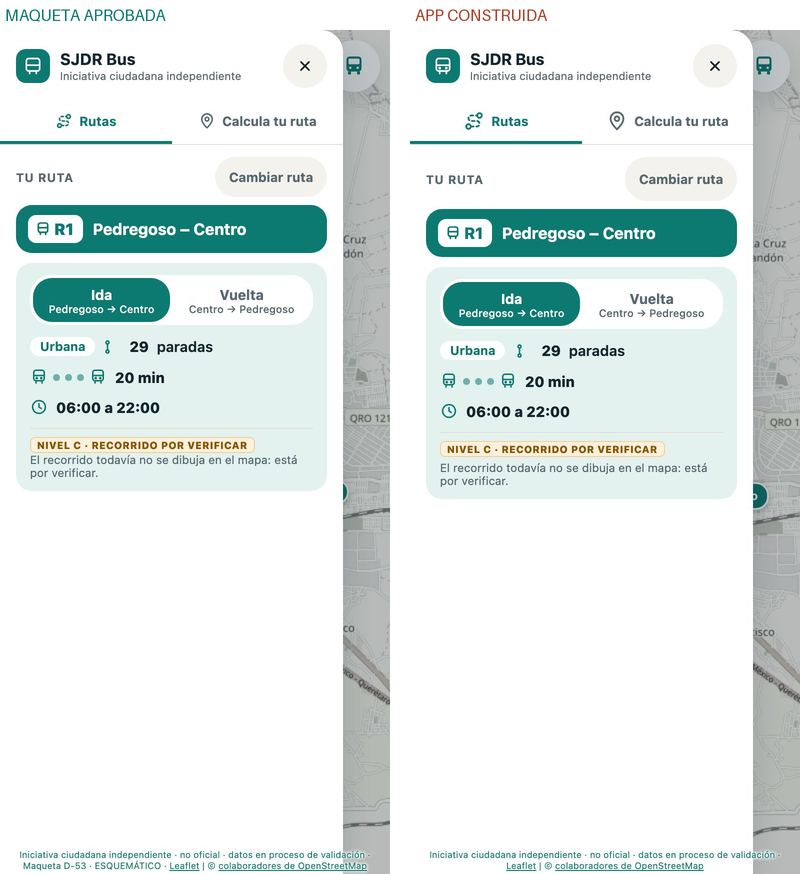 MAQUETA APROBADA
SJDR Bus
Iniciativa ciudadana independiente
Rutas
Calcula tu ruta
TU RUTA
Cambiar ruta
R1 Pedregoso – Centro
Ida
Pedregoso → Centro
Vuelta
Centro → Pedregoso
Urbana 29 paradas
20 min
06:00 a 22:00
NIVEL C · RECORRIDO POR VERIFICAR
El recorrido todavía no se dibuja en el mapa: está
por verificar.
Cruz
QRO 121
Iniciativa ciudadana independiente · no oficial · datos en proceso de validación ·
Maqueta D-53 · ESQUEMÁTICO · Leaflet | © colaboradores de OpenStreetMap
APP CONSTRUIDA
SJDR Bus
Iniciativa ciudadana independiente
Rutas
Calcula tu ruta
TU RUTA
Cambiar ruta
R1 Pedregoso – Centro
Ida
Pedregoso → Centro
Vuelta
Centro → Pedregoso
Urbana 29 paradas
20 min
06:00 a 22:00
NIVEL C · RECORRIDO POR VERIFICAR
El recorrido todavía no se dibuja en el mapa: está
por verificar.
a Cruz
andón
QRO 1
isco
Iniciativa ciudadana independiente · no oficial · datos en proceso de validación ·
Leaflet | © colaboradores de OpenStreetMap